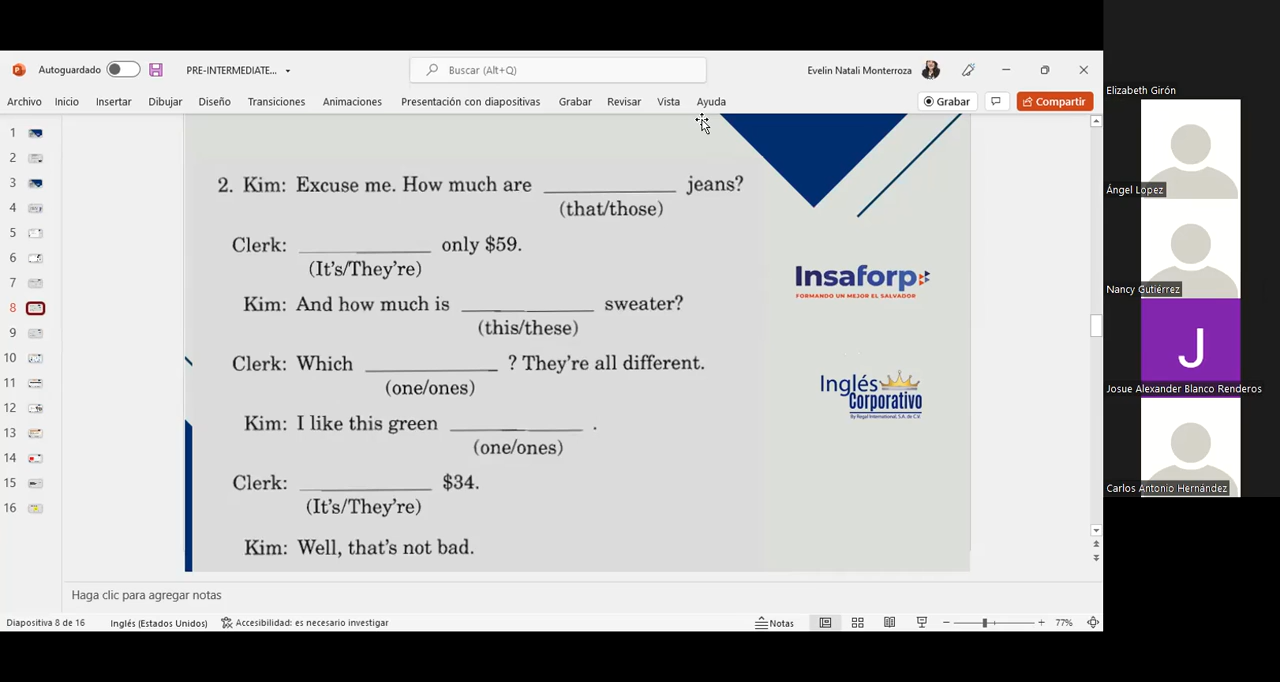 Autoguardado
PRE-INTERMEDIATE...
Buscar (Alt+Q)
Evelin Natali Monterroza
Archivo Inicio Insertar Dibujar Diseño Transiciones Animaciones Presentación con diapositivas Grabar Revisar Vista Ayuda
Grabar
Compartir
1
2
3
4
5
6
7
8
9
10
11
12
13
14
15
16
2. Kim: Excuse me. How much are ____________ jeans?
(that/those)
Clerk: ____________ only $59.
(It's/They're)
Kim: And how much is ____________ sweater?
(this/these)
Clerk: Which ____________ ? They're all different.
(one/ones)
Kim: I like this green ____________ .
(one/ones)
Clerk: ____________ $34.
(It's/They're)
Kim: Well, that's not bad.
Insaforp
FORMANDO UN MEJOR EL SALVADOR
Inglés
Corporativo
By Regal International, S.A. de C.V.
Haga clic para agregar notas
Diapositiva 8 de 16 Inglés (Estados Unidos) Accesibilidad: es necesario investigar
Notas
77%
Elizabeth Girón
Ángel Lopez
Nancy Gutiérrez
J
Josue Alexander Blanco Renderos
Carlos Antonio Hernández